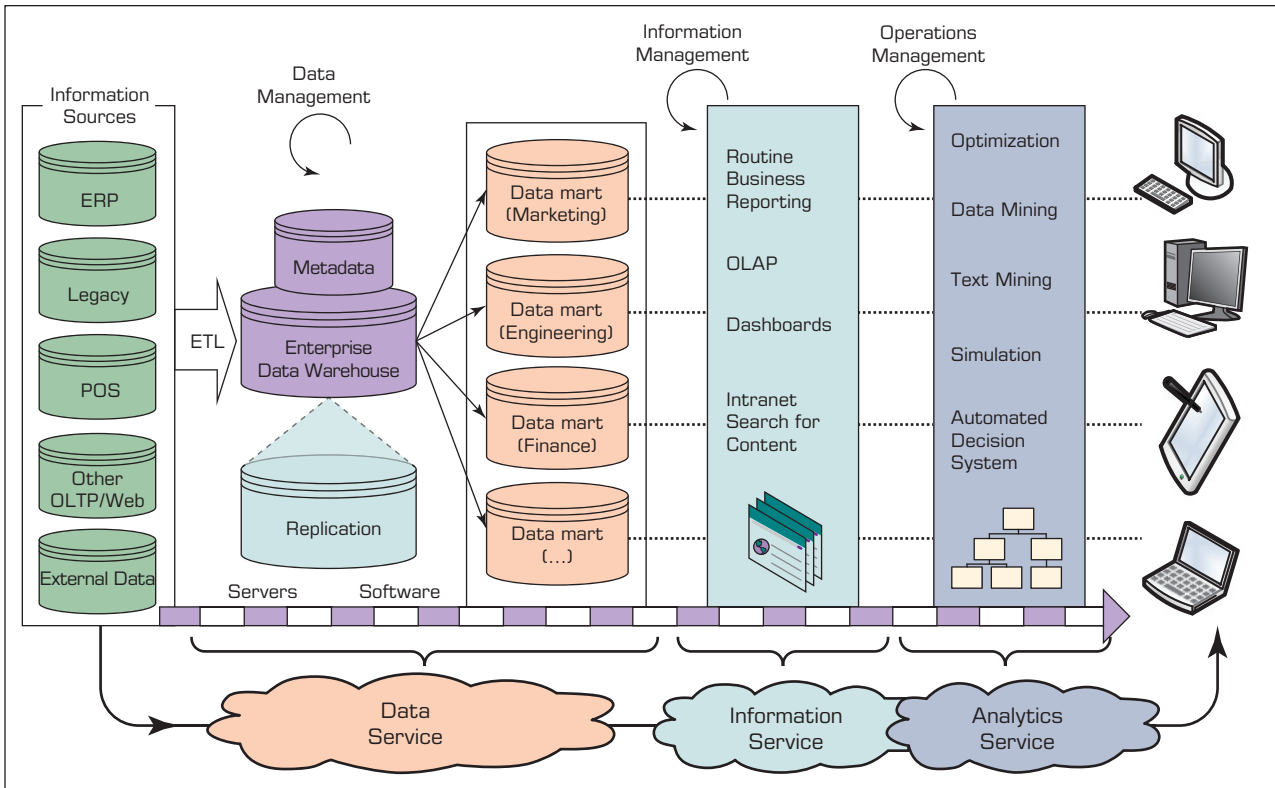 Information
Sources
ERP
Legacy
POS
Other
OLTP/Web
External Data
ETL
Data
Management
Metadata
Enterprise
Data Warehouse
Replication
Servers
Software
Data mart
(Marketing)
Data mart
(Engineering)
Data mart
(Finance)
Data mart
(...)
Information
Management
Routine
Business
Reporting
OLAP
Dashboards
Intranet
Search for
Content
Operations
Management
Optimization
Data Mining
Text Mining
Simulation
Automated
Decision
System
Data
Service
Information
Service
Analytics
Service